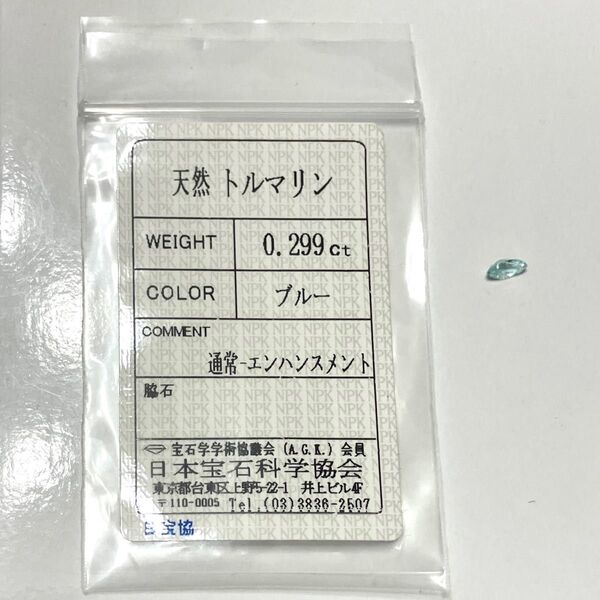 天然 トルマリン
WEIGHT 0.299ct
COLOR ブルー
COMMENT
通常-エンハンスメント
脇石
宝石学学術協議会 (A.G.K.) 会員
日本宝石科学協会
東京都台東区上野5-22-1 井上ビル4F
〒110-0005 Tel.(03)3836-2507
日宝協